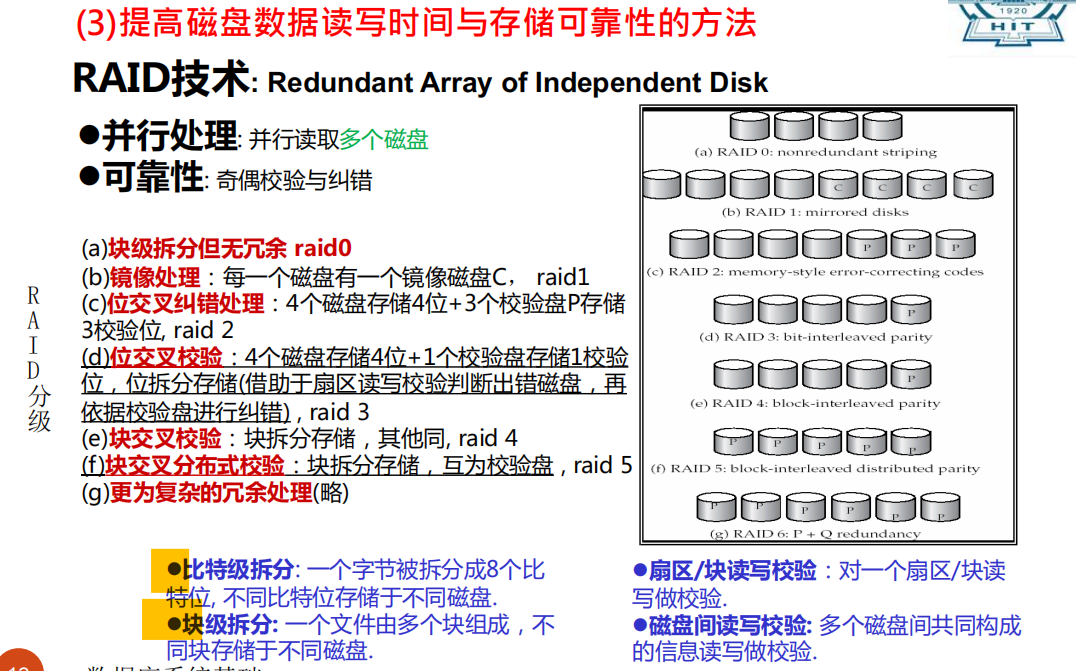 (3)提高磁盘数据读写时间与存储可靠性的方法
1920
HIT
RAID技术: Redundant Array of Independent Disk
●并行处理: 并行读取多个磁盘
●可靠性: 奇偶校验与纠错
(a)块级拆分但无冗余 raid0
(b)镜像处理：每一个磁盘有一个镜像磁盘C， raid1
(c)位交叉纠错处理：4个磁盘存储4位+3个校验盘P存储
3校验位, raid 2
(d)位交叉校验：4个磁盘存储4位+1个校验盘存储1校验
位，位拆分存储(借助于扇区读写校验判断出错磁盘，再
依据校验盘进行纠错) , raid 3
(e)块交叉校验：块拆分存储，其他同, raid 4
(f)块交叉分布式校验：块拆分存储，互为校验盘 , raid 5
(g)更为复杂的冗余处理(略)
RAID分级
(a) RAID 0: nonredundant striping
C C C C
(b) RAID 1: mirrored disks
P P P
(c) RAID 2: memory-style error-correcting codes
P
(d) RAID 3: bit-interleaved parity
P
(e) RAID 4: block-interleaved parity
P P P P P
(f) RAID 5: block-interleaved distributed parity
P P P P P P
(g) RAID 6: P + Q redundancy
●比特级拆分: 一个字节被拆分成8个比
特位, 不同比特位存储于不同磁盘.
●块级拆分: 一个文件由多个块组成，不
同块存储于不同磁盘.
●扇区/块读写校验：对一个扇区/块读
写做校验.
●磁盘间读写校验: 多个磁盘间共同构成
的信息读写做校验.